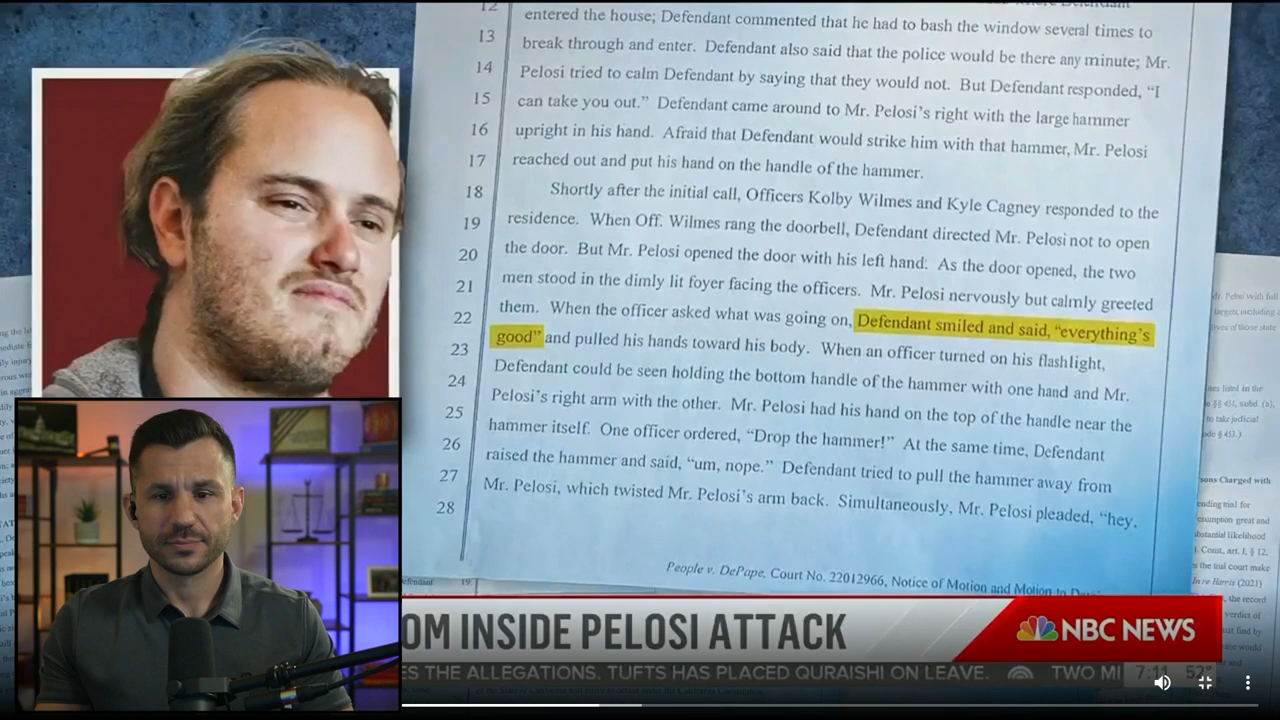 12
entered the house; Defendant commented that he had to bash the window several times to
13
break through and enter. Defendant also said that the police would be there any minute; Mr.
14
Pelosi tried to calm Defendant by saying that they would not. But Defendant responded, “I
15
can take you out.” Defendant came around to Mr. Pelosi’s right with the large hammer
16
upright in his hand. Afraid that Defendant would strike him with that hammer, Mr. Pelosi
17
reached out and put his hand on the handle of the hammer.
18
Shortly after the initial call, Officers Kolby Wilmes and Kyle Cagney responded to the
19
residence. When Off. Wilmes rang the doorbell, Defendant directed Mr. Pelosi not to open
20
the door. But Mr. Pelosi opened the door with his left hand. As the door opened, the two
21
men stood in the dimly lit foyer facing the officers. Mr. Pelosi nervously but calmly greeted
22
them. When the officer asked what was going on, Defendant smiled and said, “everything’s
23
good” and pulled his hands toward his body. When an officer turned on his flashlight,
24
Defendant could be seen holding the bottom handle of the hammer with one hand and Mr.
25
Pelosi’s right arm with the other. Mr. Pelosi had his hand on the top of the handle near the
26
hammer itself. One officer ordered, “Drop the hammer!” At the same time, Defendant
27
raised the hammer and said, “um, nope.” Defendant tried to pull the hammer away from
28
Mr. Pelosi, which twisted Mr. Pelosi’s arm back. Simultaneously, Mr. Pelosi pleaded, “hey.
People v. DePape, Court No. 22012966, Notice of Motion and Motion
OM INSIDE PELOSI ATTACK
NBC NEWS
ES THE ALLEGATIONS. TUFTS HAS PLACED QURAISHI ON LEAVE. TWO MI
7:11 52°